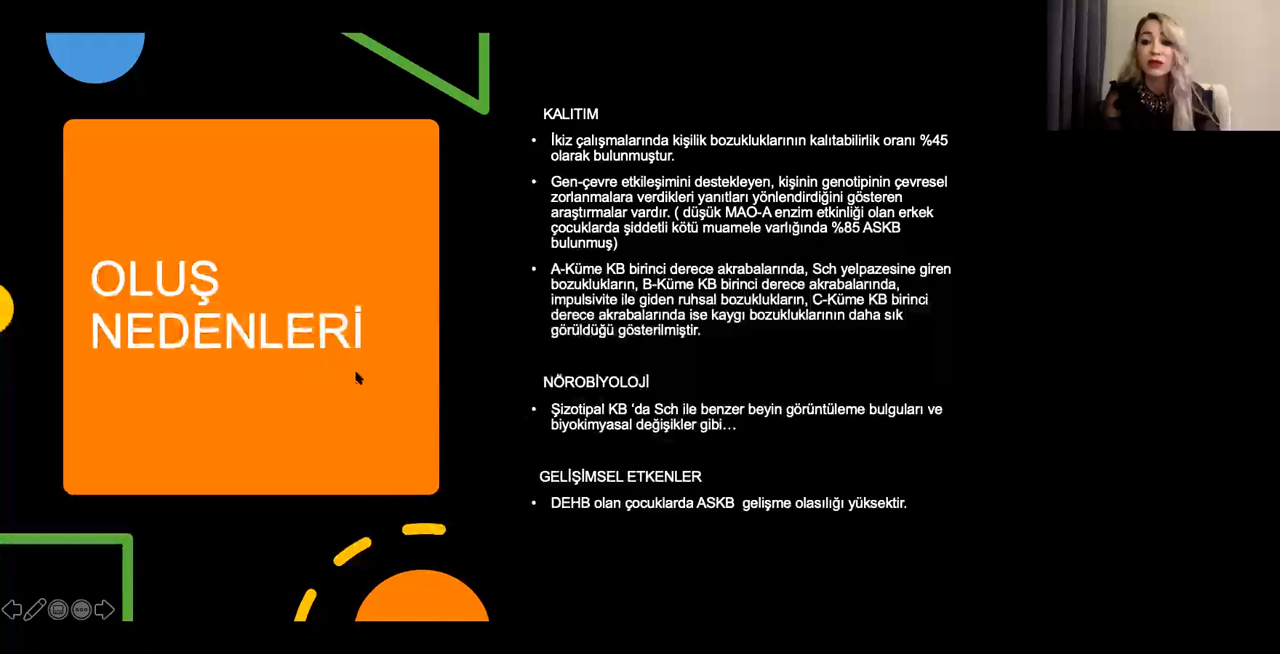 OLUŞ
NEDENLERİ
KALITIM
• İkiz çalışmalarında kişilik bozukluklarının kalıtabilirlik oranı %45
olarak bulunmuştur.
• Gen-çevre etkileşimini destekleyen, kişinin genotipinin çevresel
zorlanmalara verdikleri yanıtları yönlendirdiğini gösteren
araştırmalar vardır. ( düşük MAO-A enzim etkinliği olan erkek
çocuklarda şiddetli kötü muamele varlığında %85 ASKB
bulunmuş)
• A-Küme KB birinci derece akrabalarında, Sch yelpazesine giren
bozuklukların, B-Küme KB birinci derece akrabalarında,
impulsivite ile giden ruhsal bozuklukların, C-Küme KB birinci
derece akrabalarında ise kaygı bozukluklarının daha sık
görüldüğü gösterilmiştir.
NÖROBİYOLOJİ
• Şizotipal KB ‘da Sch ile benzer beyin görüntüleme bulguları ve
biyokimyasal değişikler gibi…
GELİŞİMSEL ETKENLER
• DEHB olan çocuklarda ASKB gelişme olasılığı yüksektir.